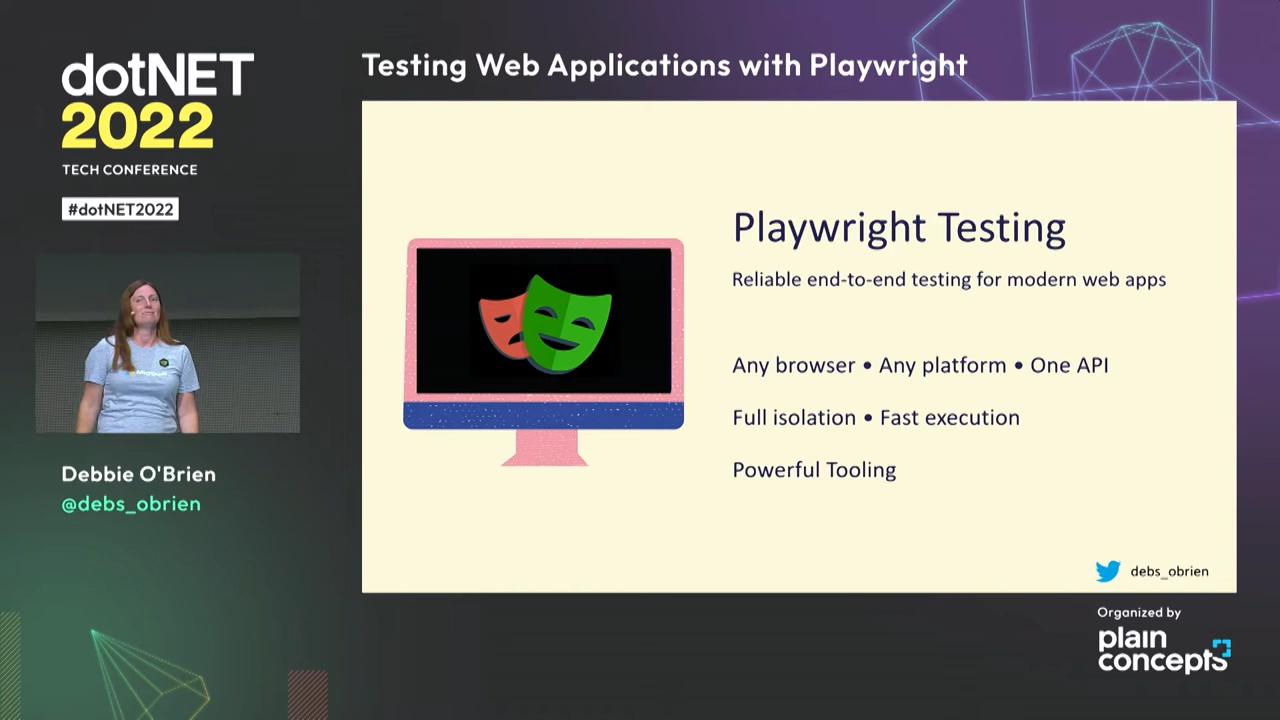 dotNET
2022
TECH CONFERENCE
#dotNET2022
Debbie O'Brien
@debs_obrien
Testing Web Applications with Playwright
Playwright Testing
Reliable end-to-end testing for modern web apps
Any browser • Any platform • One API
Full isolation • Fast execution
Powerful Tooling
debs_obrien
Organized by
plain
concepts